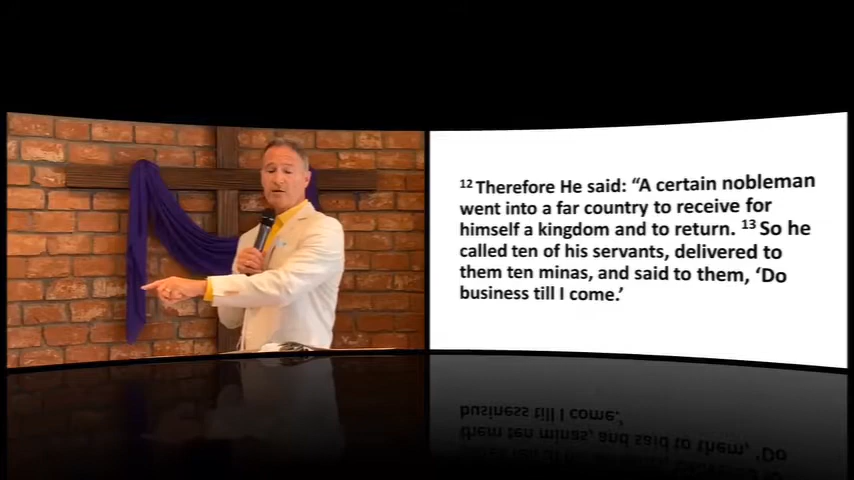 ¹² Therefore He said: “A certain nobleman
went into a far country to receive for
himself a kingdom and to return. ¹³ So he
called ten of his servants, delivered to
them ten minas, and said to them, ‘Do
business till I come.’